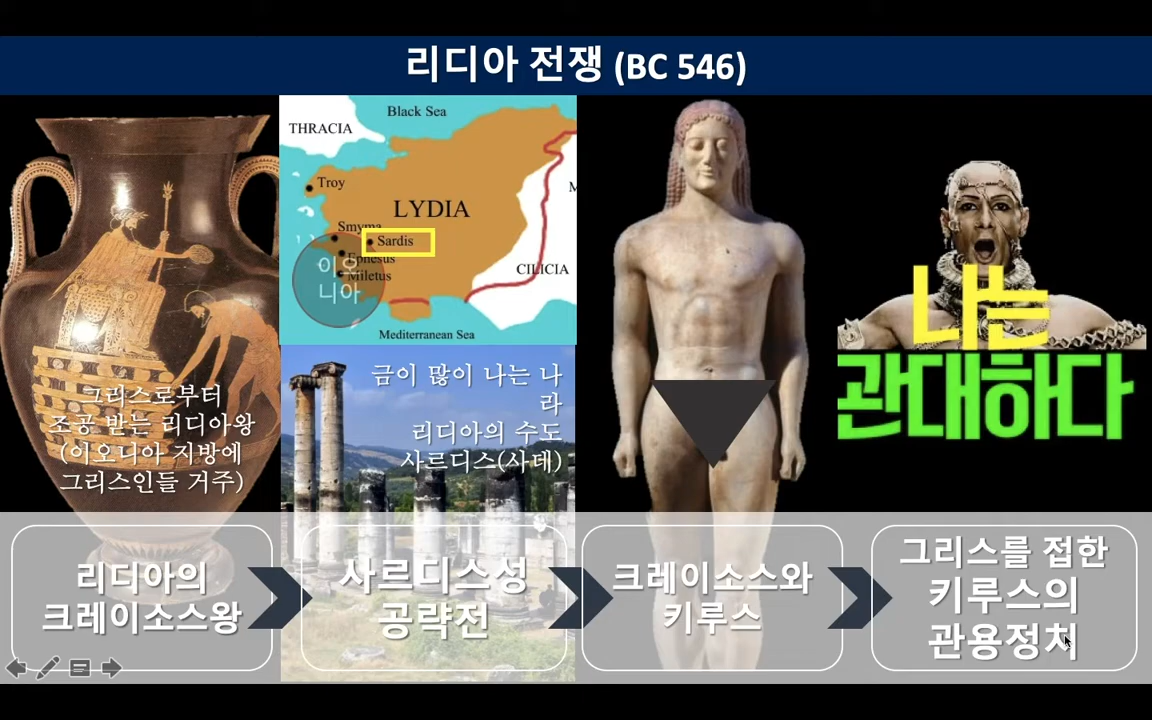 리디아 전쟁 (BC 546)
그리스로부터
조공 받는 리디아왕
(이오니아 지방에
그리스인들 거주)
Black Sea
THRACIA
Troy
LYDIA
Smyrna
Sardis
Ephesus
이오
니아
Miletus
CILICIA
Mediterranean Sea
M
금이 많이 나는 나
라
리디아의 수도
사르디스(사데)
나는
관대하다
리디아의
크레이소스왕
사르디스성
공략전
크레이소스와
키루스
그리스를 접한
키루스의
관용정치